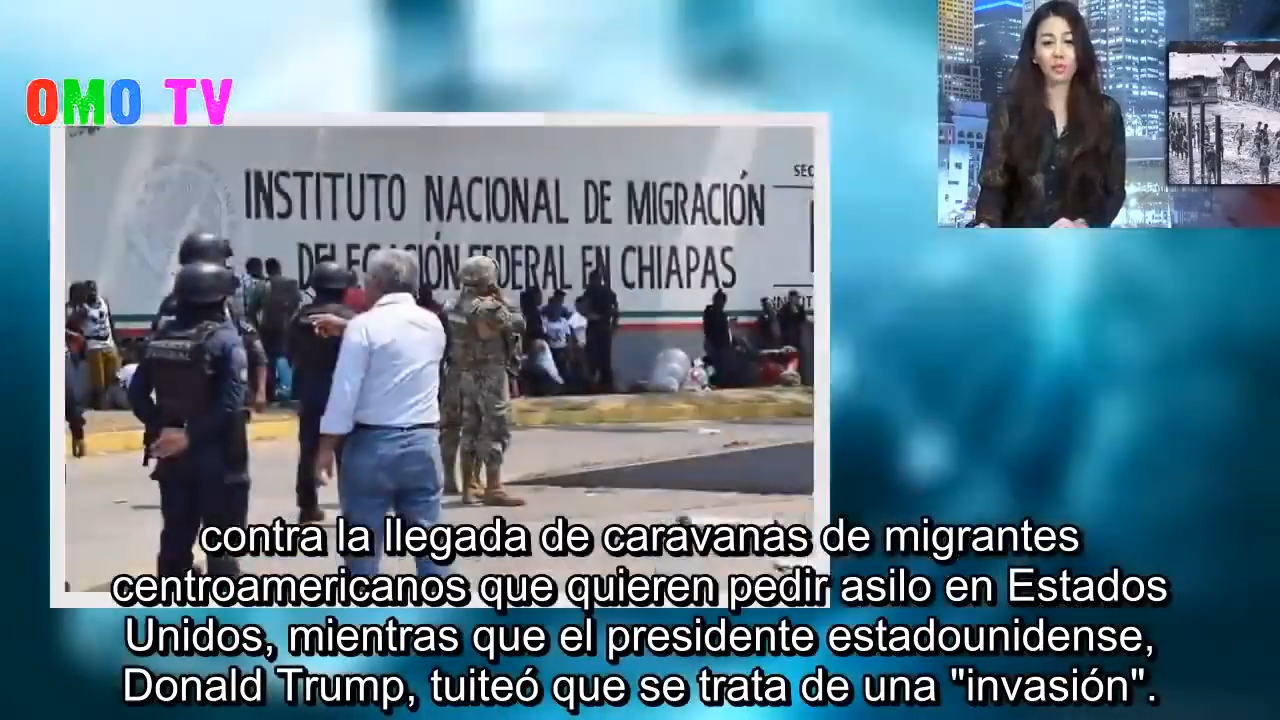 OMO TV
INSTITUTO NACIONAL DE MIGRACIÓN
SEC
DELEGACIÓN FEDERAL EN CHIAPAS
contra la llegada de caravanas de migrantes
centroamericanos que quieren pedir asilo en Estados
Unidos, mientras que el presidente estadounidense,
Donald Trump, tuiteó que se trata de una "invasión".